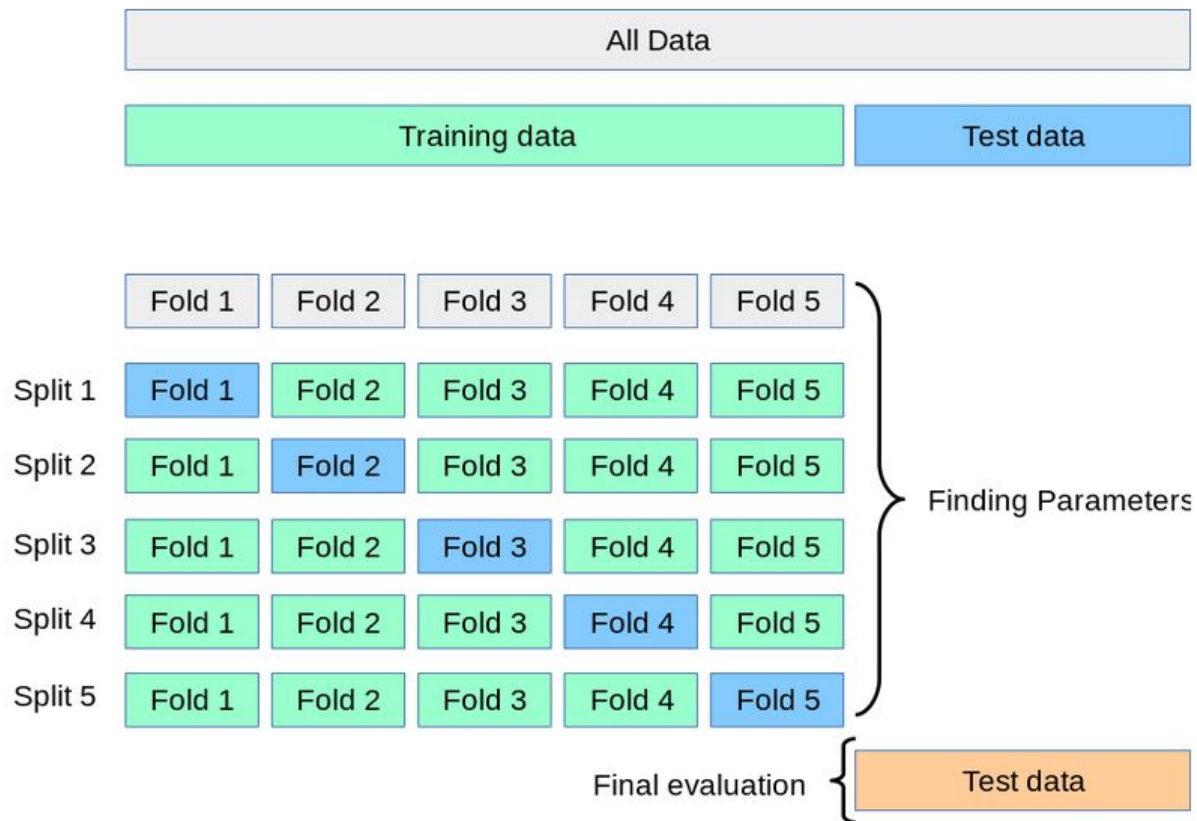 All Data
Training data Test data
Fold 1 Fold 2 Fold 3 Fold 4 Fold 5
Split 1 Fold 1 Fold 2 Fold 3 Fold 4 Fold 5
Split 2 Fold 1 Fold 2 Fold 3 Fold 4 Fold 5
Finding Parameters
Split 3 Fold 1 Fold 2 Fold 3 Fold 4 Fold 5
Split 4 Fold 1 Fold 2 Fold 3 Fold 4 Fold 5
Split 5 Fold 1 Fold 2 Fold 3 Fold 4 Fold 5
Final evaluation Test data